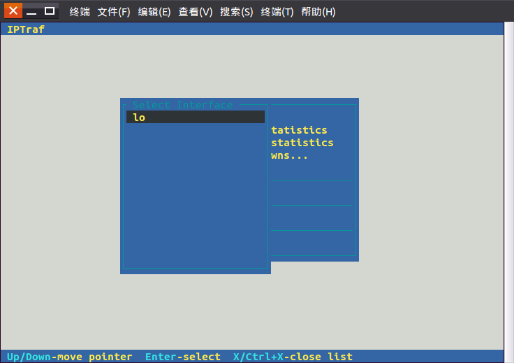 终端 文件(F) 编辑(E) 查看(V) 搜索(S) 终端(T) 帮助(H)
IPTraf
Select Interface
lo
tatistics
statistics
wns...
Up/Down-move pointer Enter-select X/Ctrl+X-close list